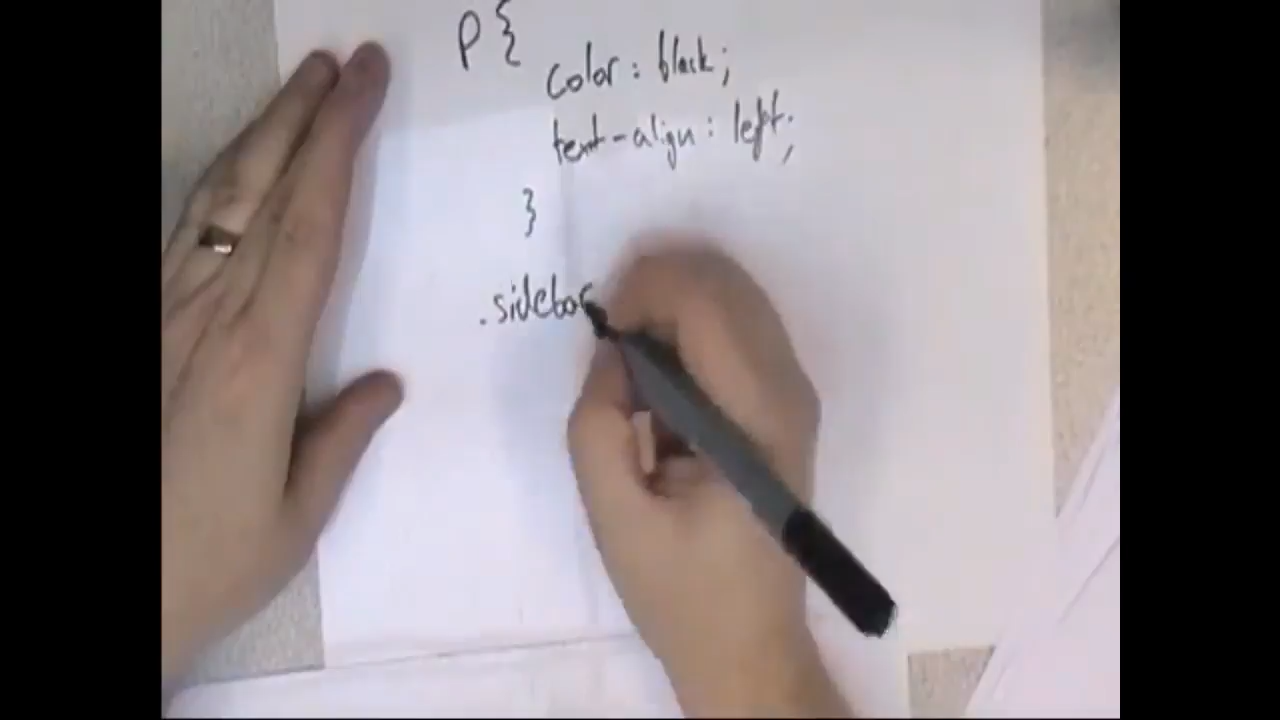 P{
color: black;
text-align: left;
}
.sidebar